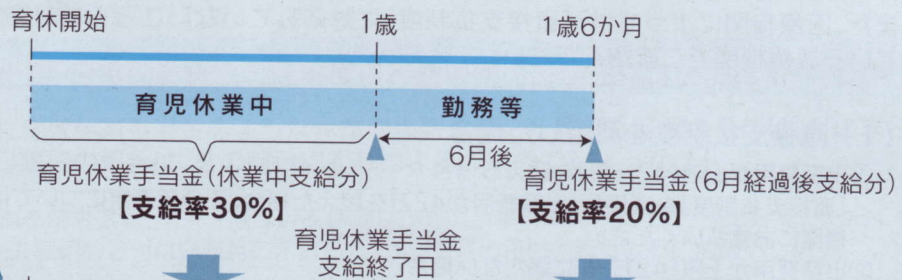 育休開始
1歳
1歳6か月
育児休業中
勤務等
6月後
育児休業手当金(休業中支給分)
【支給率30%】
育児休業手当金(6月経過後支給分)
【支給率20%】
育児休業手当金
支給終了日